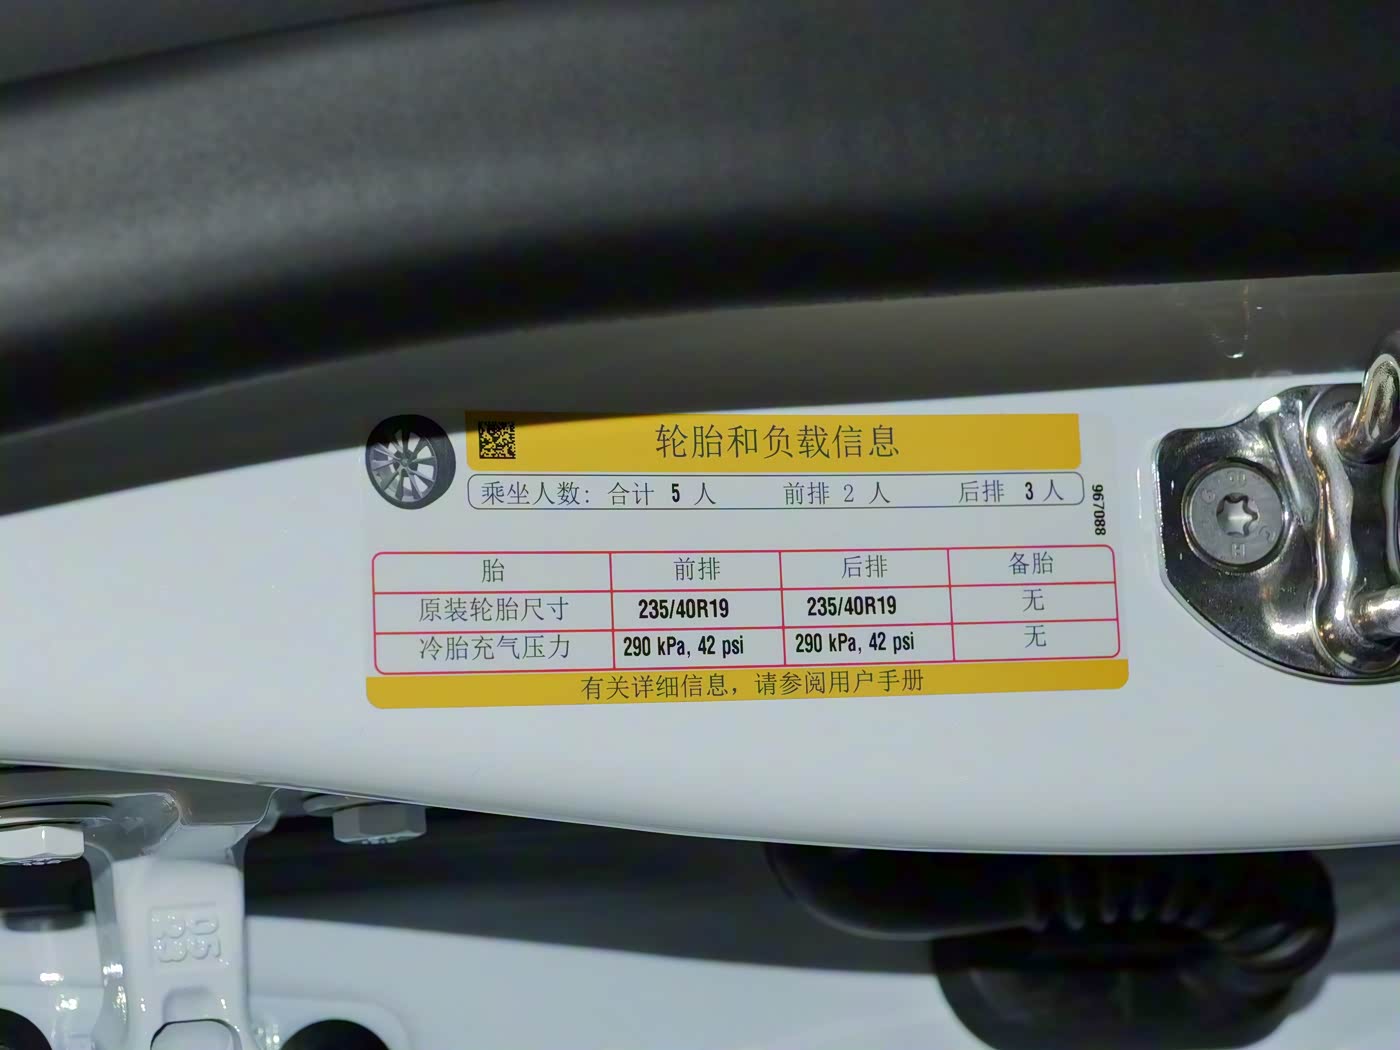 轮胎和负载信息
乘坐人数: 合计 5 人 前排 2 人 后排 3 人
967088
胎 前排 后排 备胎
原装轮胎尺寸 235/40R19 235/40R19 无
冷胎充气压力 290 kPa, 42 psi 290 kPa, 42 psi 无
有关详细信息，请参阅用户手册